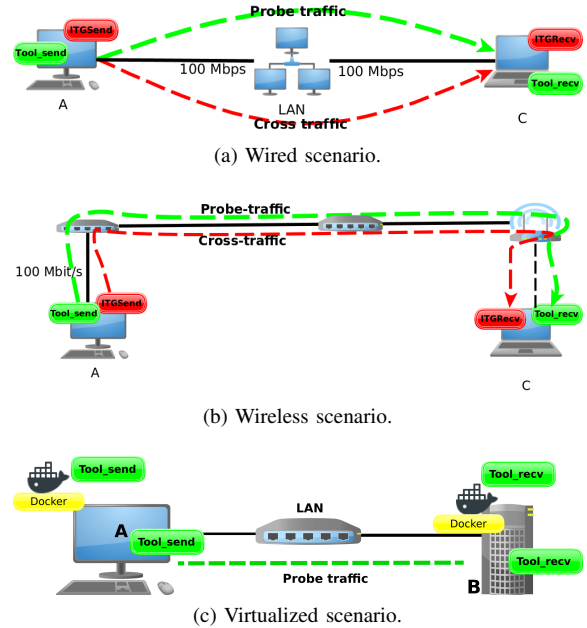 Probe traffic
ITGSend
Tool_send
ITGRecv
Tool_recv
100 Mbps
100 Mbps
LAN
A
C
Cross traffic
(a) Wired scenario.
Probe-traffic
Cross-traffic
100 Mbit/s
ITGSend
Tool_send
ITGRecv
Tool_recv
A
C
(b) Wireless scenario.
Tool_send
Docker
Tool_recv
Docker
LAN
A
Tool_send
Tool_recv
Probe traffic
B
(c) Virtualized scenario.